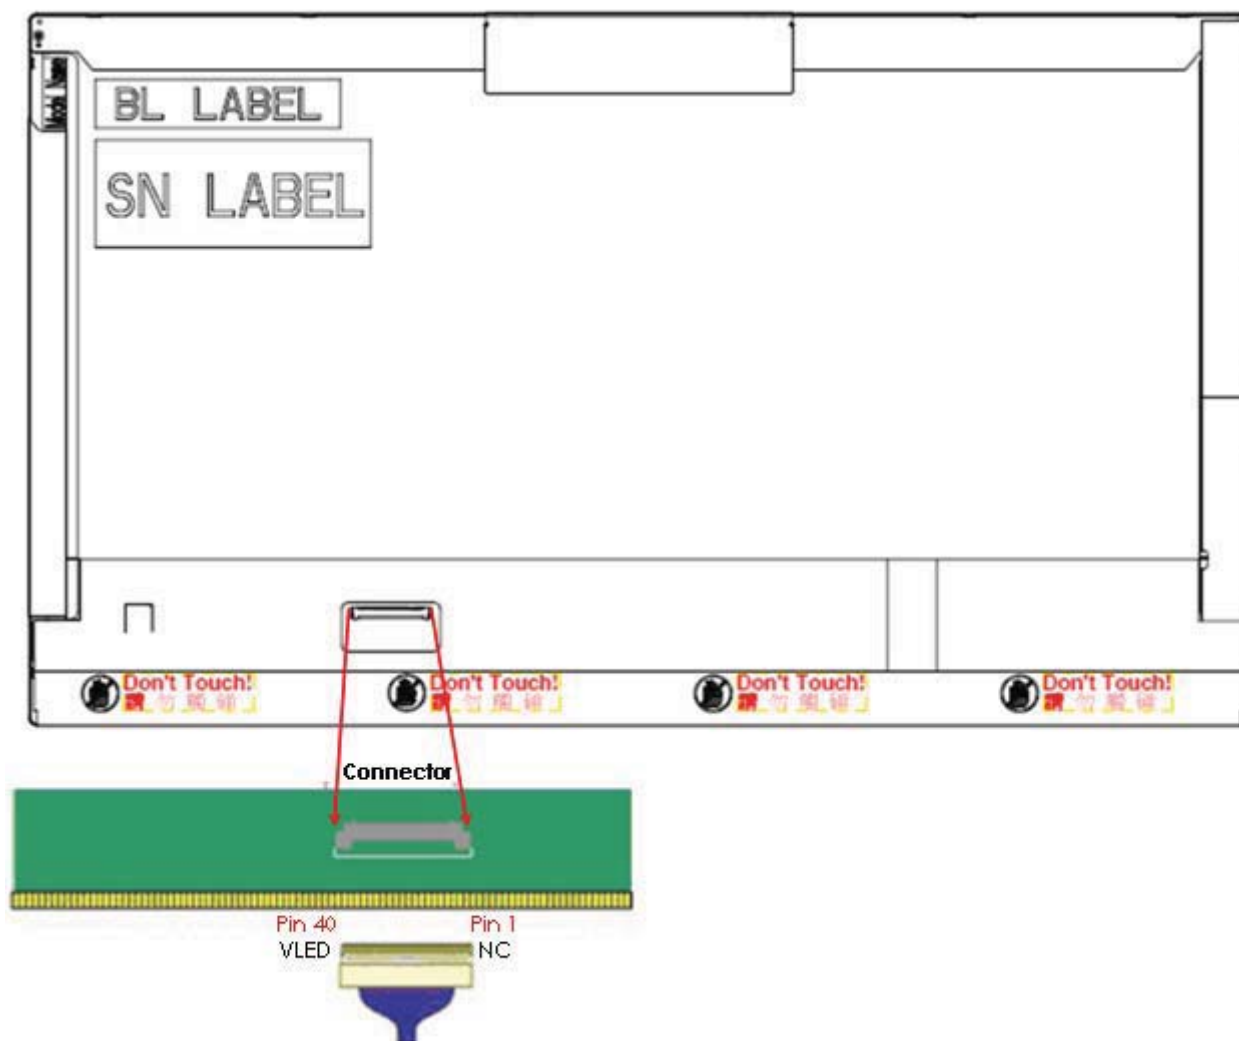 BL LABEL
SN LABEL
Don't Touch!
Don't Touch!
Don't Touch!
Don't Touch!
Connector
Pin 40
Pin 1
VLED
NC